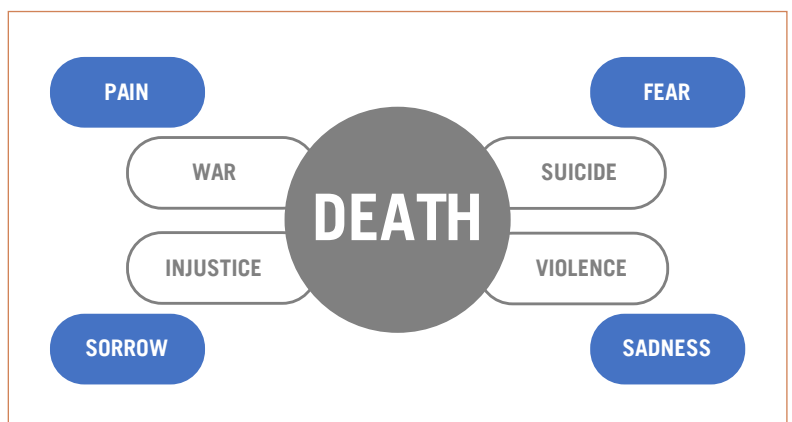 PAIN
FEAR
WAR
SUICIDE
DEATH
INJUSTICE
VIOLENCE
SORROW
SADNESS